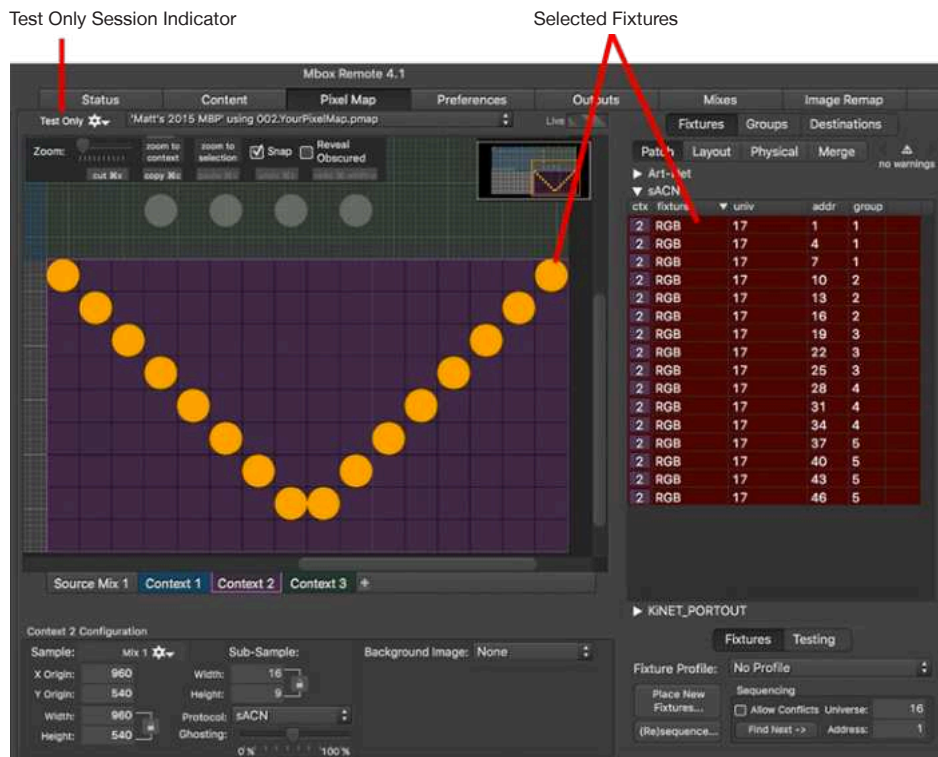 Test Only Session Indicator
Selected Fixtures
Mbox Remote 4.1
Status Content Pixel Map Preferences Outputs Mixes Image Remap
Test Only 'Matt's 2015 MBP' using 002.YourPixelMap.pmap Live
Fixtures Groups Destinations
Zoom: zoom to context zoom to selection Snap Reveal Obscured
cut ⌘x copy ⌘c paste ⌘v undo ⌘z
Patch Layout Physical Merge no warnings
Art-Net
sACN
ctx fixture univ addr group
2 RGB 17 1 1
2 RGB 17 4 1
2 RGB 17 7 1
2 RGB 17 10 2
2 RGB 17 13 2
2 RGB 17 16 2
2 RGB 17 19 3
2 RGB 17 22 3
2 RGB 17 25 3
2 RGB 17 28 4
2 RGB 17 31 4
2 RGB 17 34 4
2 RGB 17 37 5
2 RGB 17 40 5
2 RGB 17 43 5
2 RGB 17 46 5
Source Mix 1 Context 1 Context 2 Context 3 +
KiNET_PORTOUT
Context 2 Configuration
Sample: Mix 1
X Origin: 960
Y Origin: 540
Width: 960
Height: 540
Sub-Sample:
Width: 16
Height: 9
Protocol: sACN
Ghosting:
0% 100%
Background Image: None
Fixtures Testing
Fixture Profile: No Profile
Place New Fixtures...
(Re)sequence...
Sequencing
Allow Conflicts Universe: 16
Find Next -> Address: 1